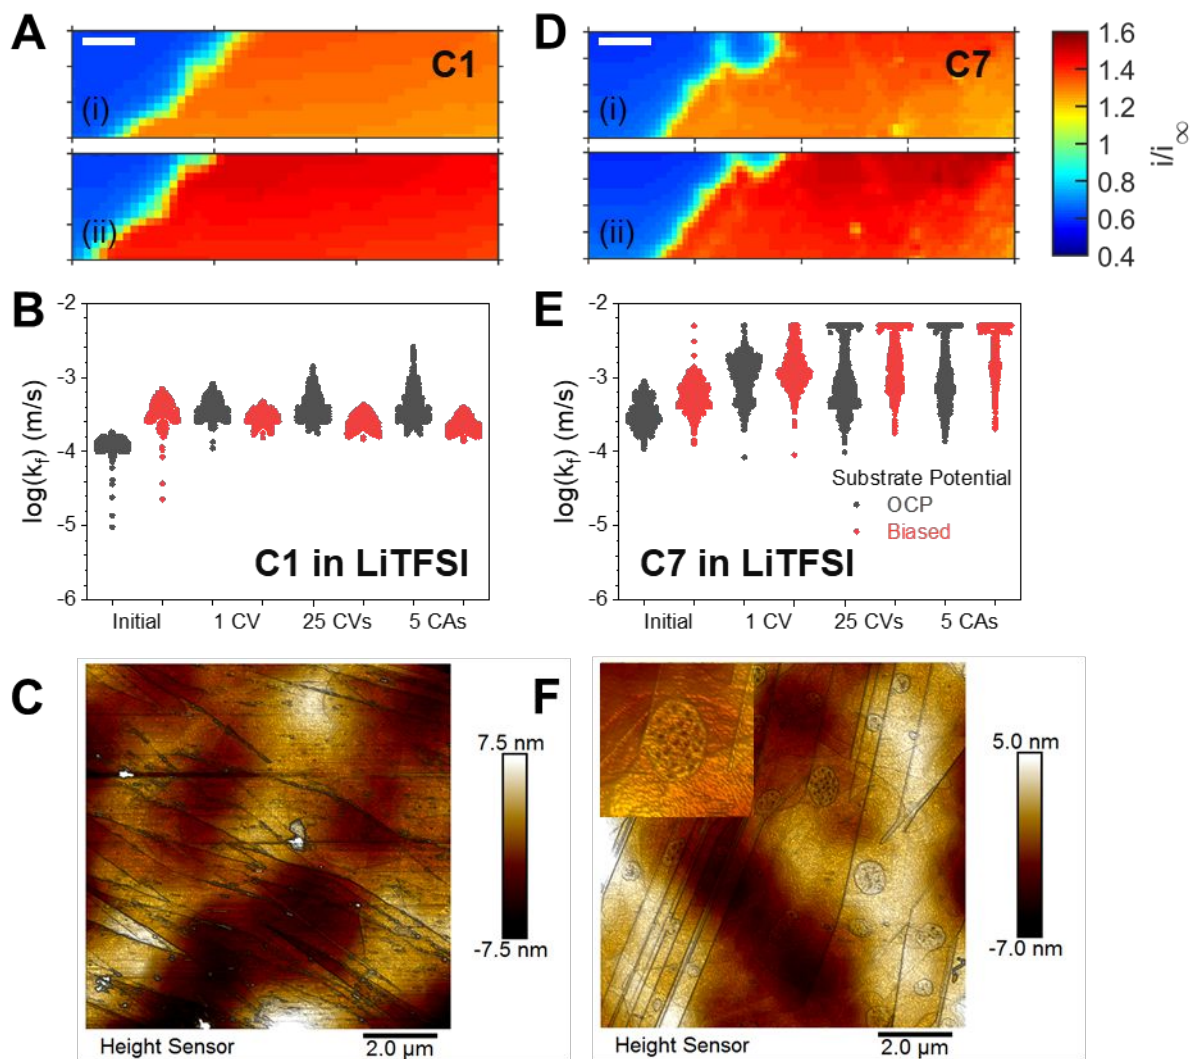 A
C1
(i)
(ii)
D
C7
(i)
(ii)
1.6
1.4
1.2
1
0.8
0.6
0.4
i/i∞
B
-2
-3
-4
-5
-6
log(kf) (m/s)
C1 in LiTFSI
Initial
1 CV
25 CVs
5 CAs
E
-2
-3
-4
-5
-6
log(kf) (m/s)
Substrate Potential
OCP
Biased
C7 in LiTFSI
Initial
1 CV
25 CVs
5 CAs
C
7.5 nm
-7.5 nm
Height Sensor
2.0 µm
F
5.0 nm
-7.0 nm
Height Sensor
2.0 µm